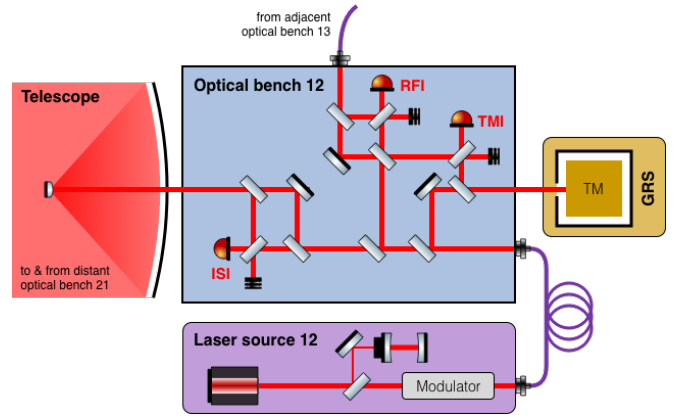 from adjacent
optical bench 13
Telescope
Optical bench 12
RFI
TMI
TM
GRS
ISI
to & from distant
optical bench 21
Laser source 12
Modulator